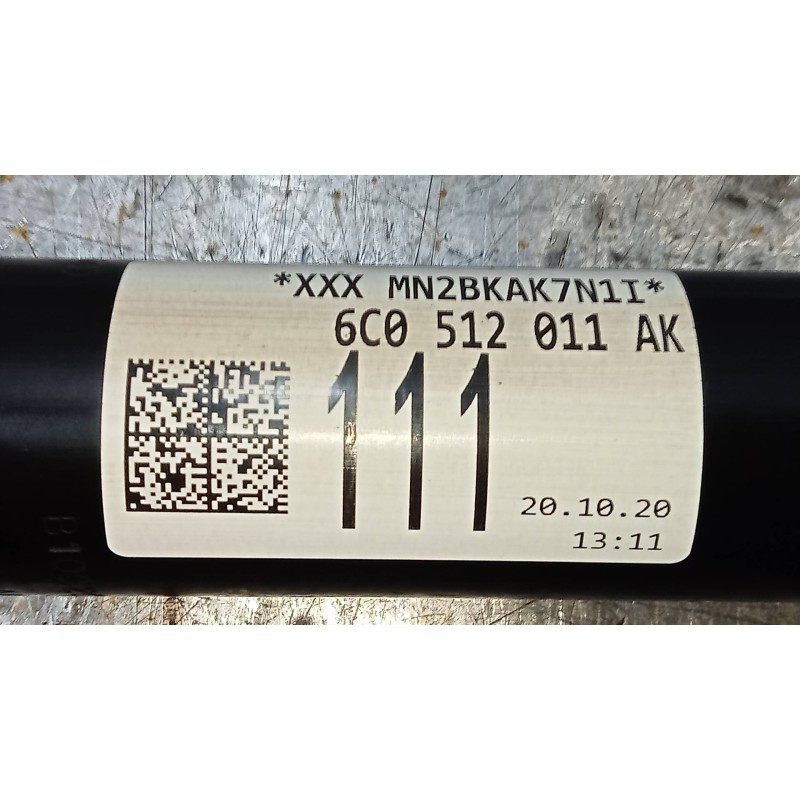 *XXX MN2BKAK7N1I*
6C0 512 011 AK
111
20.10.20
13:11